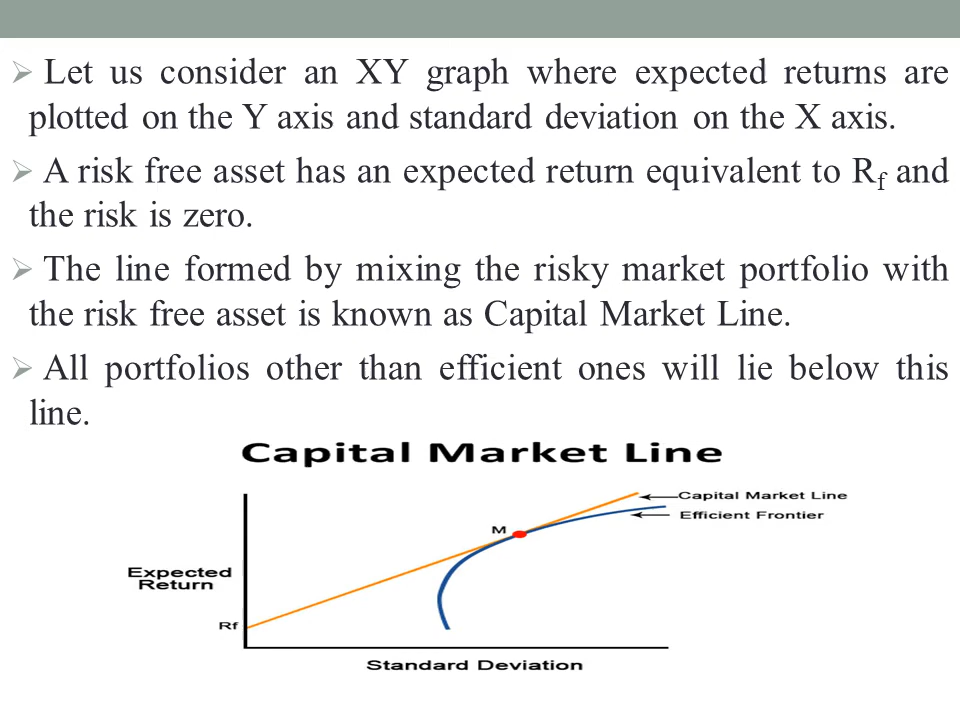 ➢ Let us consider an XY graph where expected returns are
plotted on the Y axis and standard deviation on the X axis.
➢ A risk free asset has an expected return equivalent to Rf and
the risk is zero.
➢ The line formed by mixing the risky market portfolio with
the risk free asset is known as Capital Market Line.
➢ All portfolios other than efficient ones will lie below this
line.
Capital Market Line
Capital Market Line
Efficient Frontier
M
Expected
Return
Rf
Standard Deviation